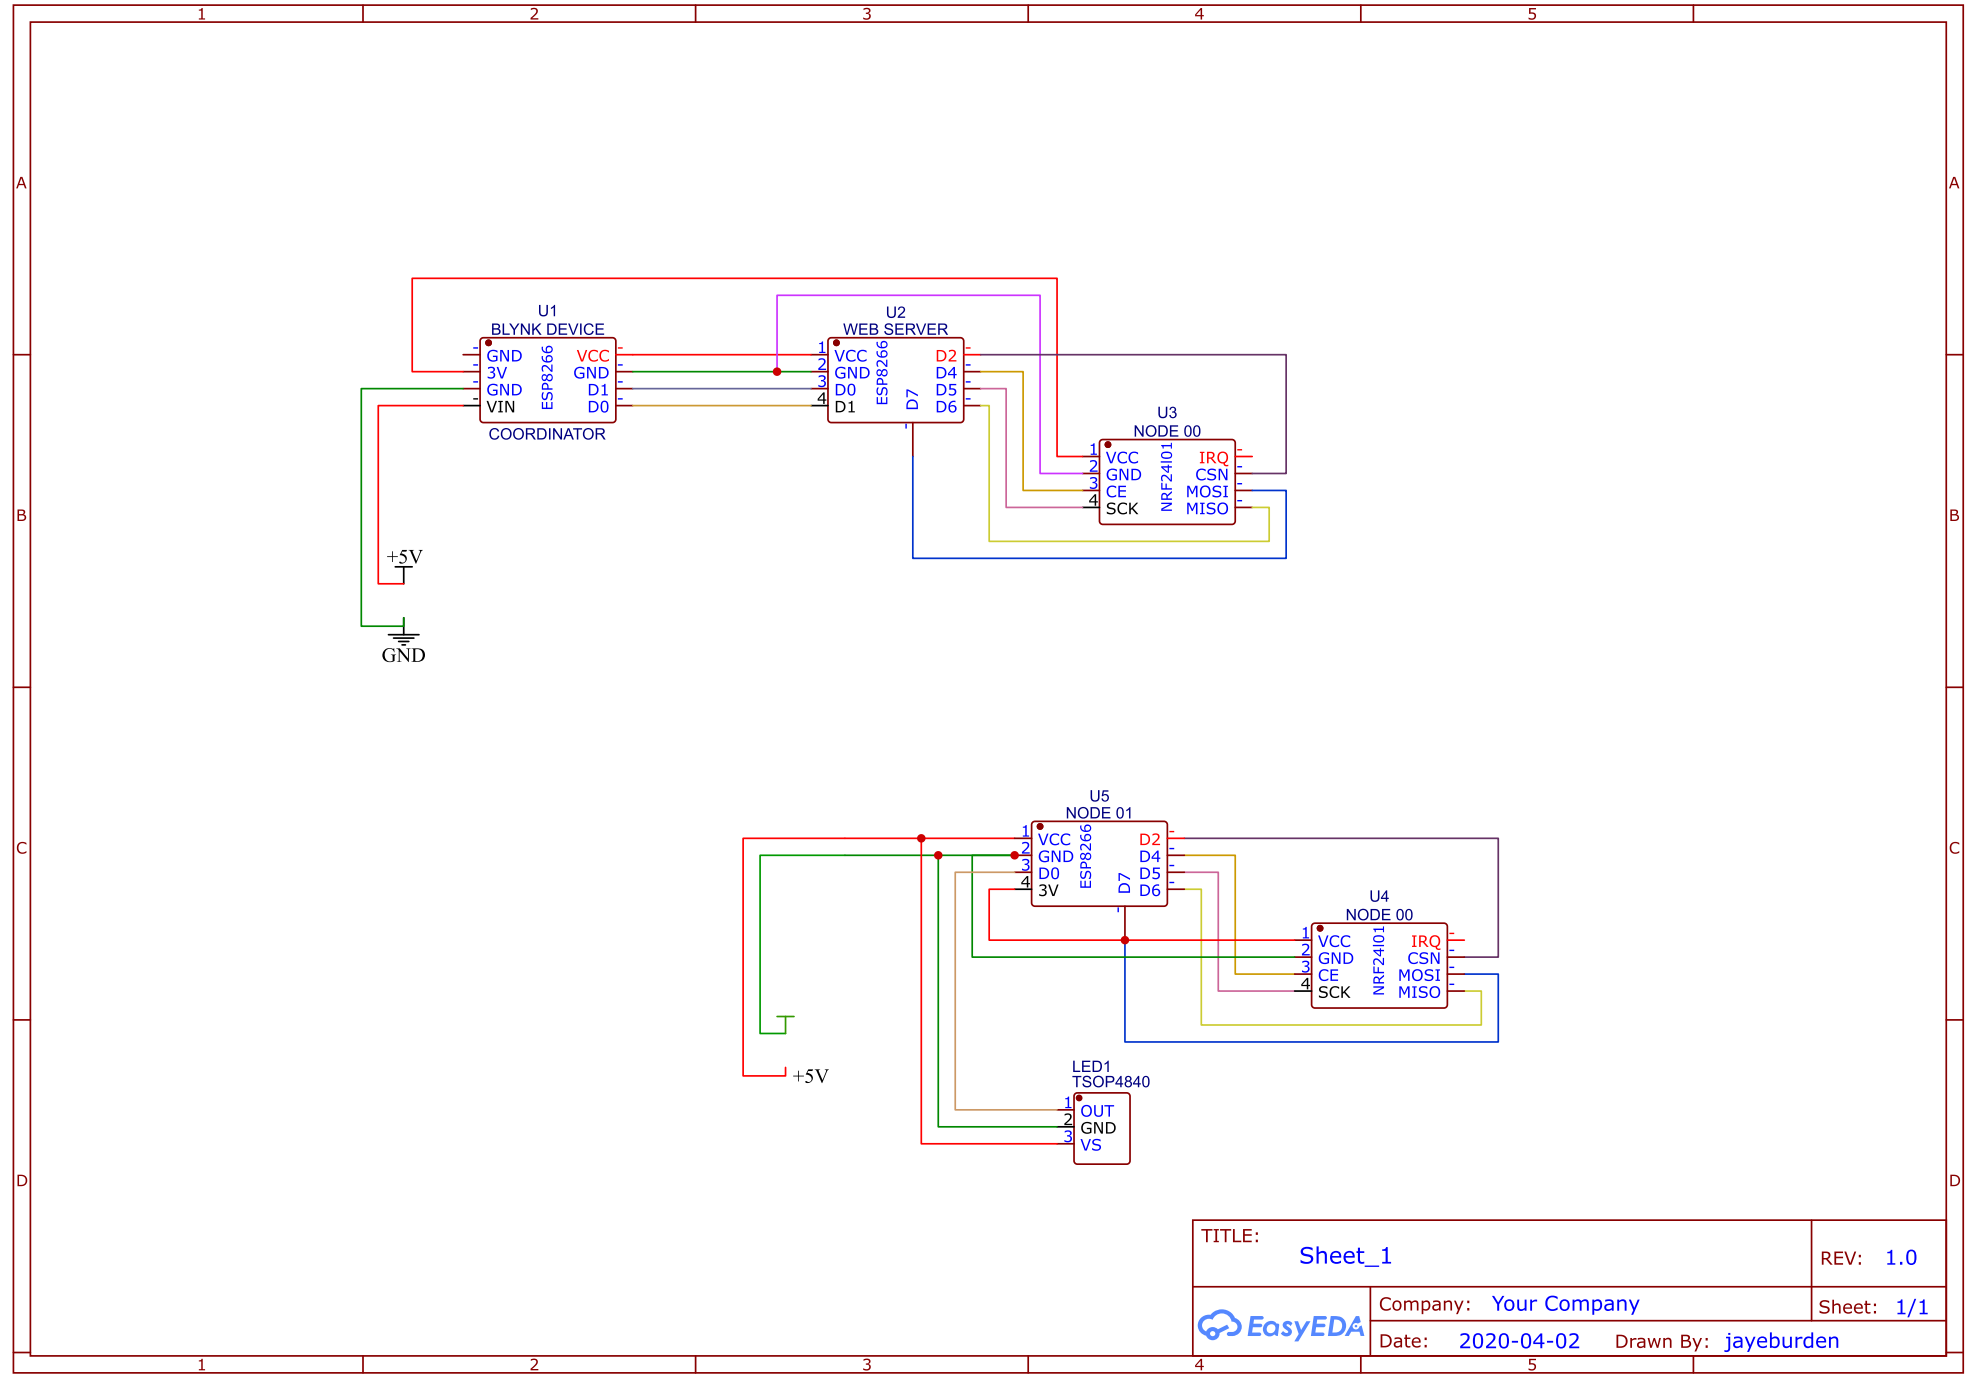 1 2 3 4 5
A A
U1
BLYNK DEVICE
GND VCC
3V GND
GND D1
VIN D0
ESP8266
COORDINATOR
U2
WEB SERVER
1 VCC D2
2 GND D4
3 D0 D5
4 D1 D6
ESP8266
D7
U3
NODE 00
1 VCC IRQ
2 GND CSN
3 CE MOSI
4 SCK MISO
NRF24l01
B B
+5V
GND
U5
NODE 01
1 VCC D2
2 GND D4
3 D0 D5
4 3V D6
ESP8266
D7
C C
U4
NODE 00
1 VCC IRQ
2 GND CSN
3 CE MOSI
4 SCK MISO
NRF24l01
+5V
LED1
TSOP4840
1 OUT
2 GND
3 VS
D D
TITLE:
Sheet_1
REV: 1.0
EasyEDA
Company: Your Company
Sheet: 1/1
Date: 2020-04-02 Drawn By: jayeburden
1 2 3 4 5